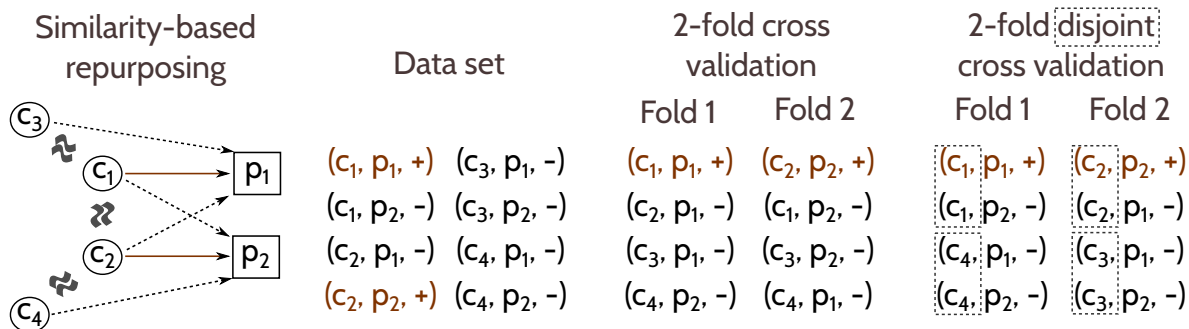 Similarity-based
repurposing
c3
c1
c2
c4
p1
p2
Data set
(c1, p1, +) (c3, p1, -)
(c1, p2, -) (c3, p2, -)
(c2, p1, -) (c4, p1, -)
(c2, p2, +) (c4, p2, -)
2-fold cross
validation
Fold 1 Fold 2
(c1, p1, +) (c2, p2, +)
(c2, p1, -) (c1, p2, -)
(c3, p1, -) (c3, p2, -)
(c4, p2, -) (c4, p1, -)
2-fold disjoint
cross validation
Fold 1 Fold 2
(c1, p1, +) (c2, p2, +)
(c1, p2, -) (c2, p1, -)
(c4, p1, -) (c3, p1, -)
(c4, p2, -) (c3, p2, -)